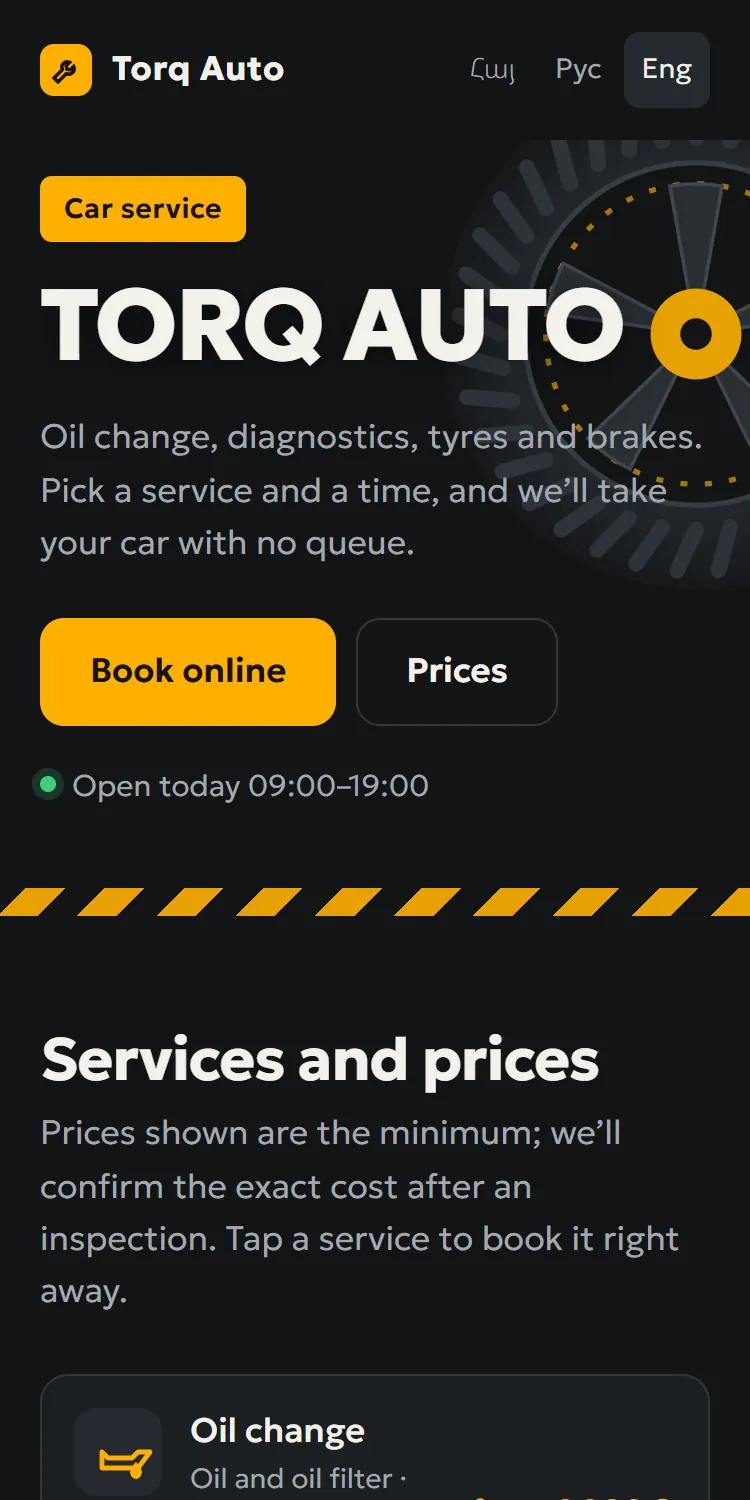 Torq Auto
Հայ Рус Eng
Car service
TORQ AUTO
Oil change, diagnostics, tyres and brakes.
Pick a service and a time, and we’ll take
your car with no queue.
Book online Prices
Open today 09:00–19:00
Services and prices
Prices shown are the minimum; we’ll
confirm the exact cost after an
inspection. Tap a service to book it right
away.
Oil change
Oil and oil filter ·